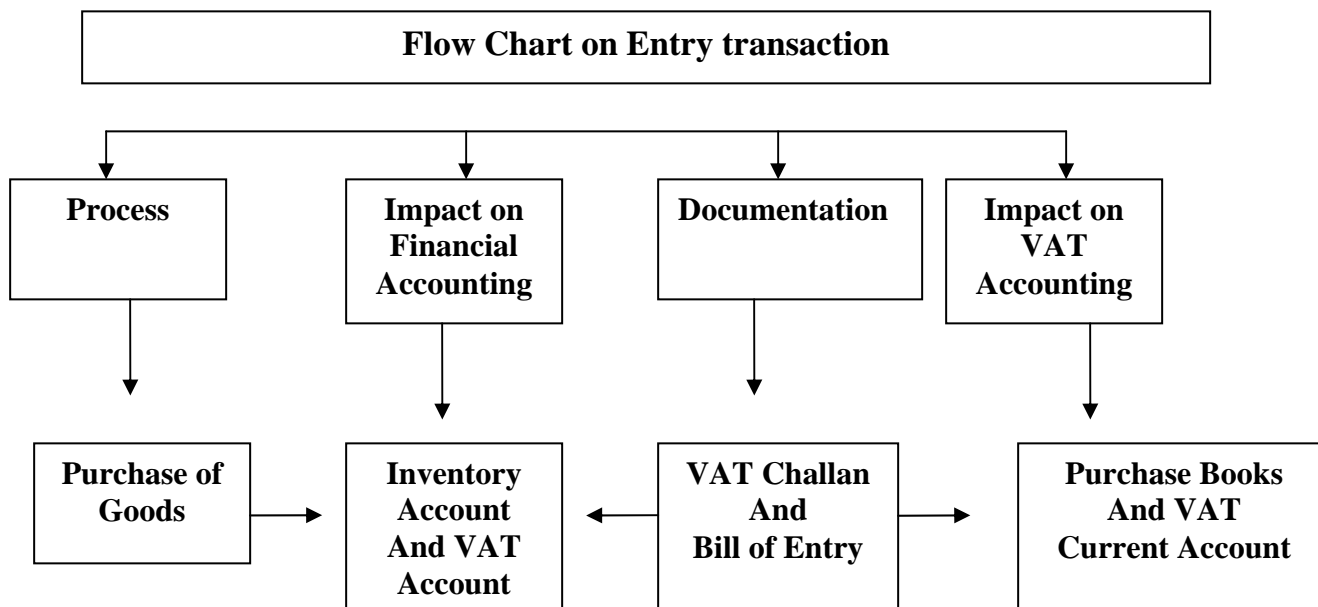 Flow Chart on Entry transaction
Process
Impact on
Financial
Accounting
Documentation
Impact on
VAT
Accounting
Purchase of
Goods
Inventory
Account
And VAT
Account
VAT Challan
And
Bill of Entry
Purchase Books
And VAT
Current Account